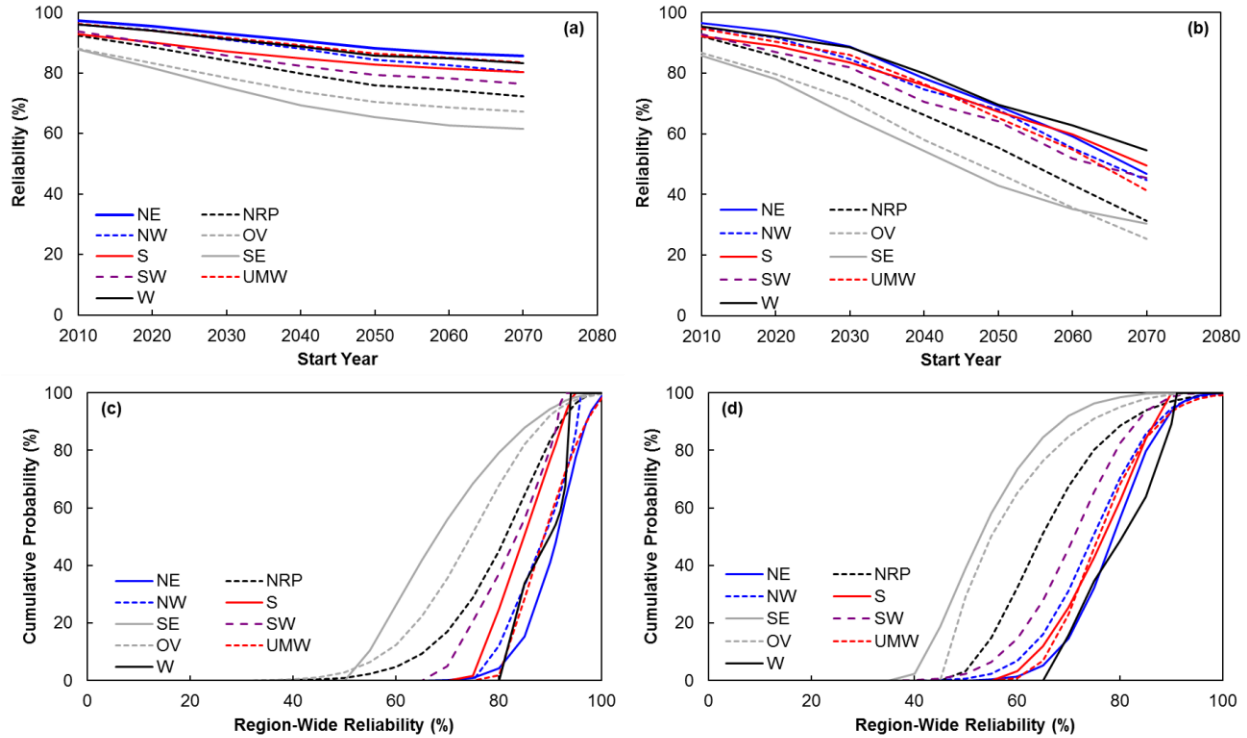 (a)
Reliability (%)
100
80
60
40
20
0
NE NRP
NW OV
S SE
SW UMW
W
2010 2020 2030 2040 2050 2060 2070 2080
Start Year
(b)
Reliability (%)
100
80
60
40
20
0
NE NRP
NW OV
S SE
SW UMW
W
2010 2020 2030 2040 2050 2060 2070 2080
Start Year
(c)
Cumulative Probability (%)
100
80
60
40
20
0
NE NRP
NW S
SE SW
OV UMW
W
0 20 40 60 80 100
Region-Wide Reliability (%)
(d)
Cumulative Probability (%)
100
80
60
40
20
0
NE NRP
NW S
SE SW
OV UMW
W
0 20 40 60 80 100
Region-Wide Reliability (%)